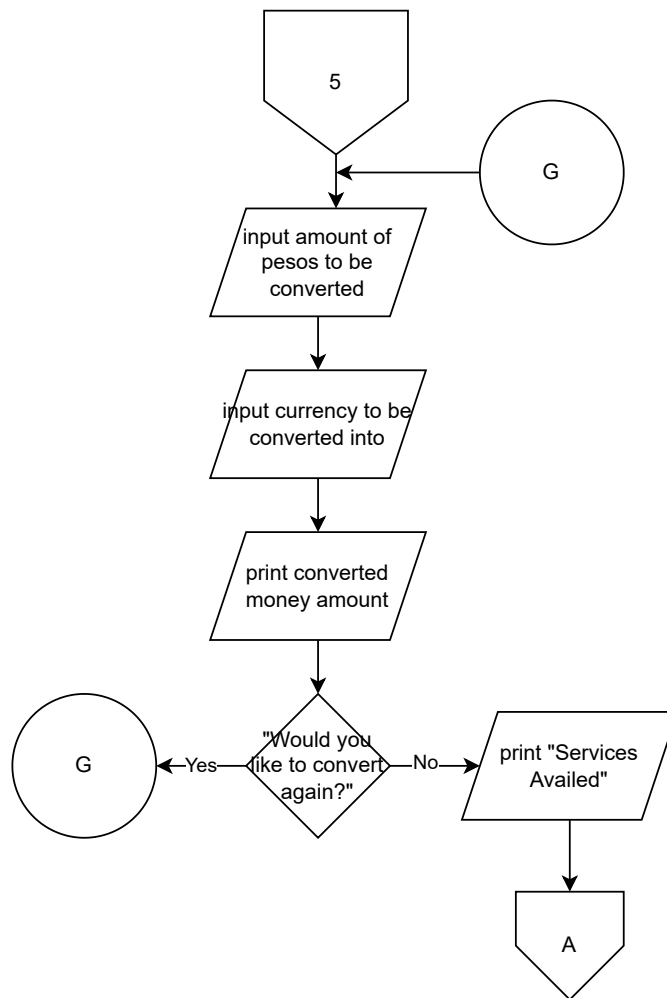 5
G
input amount of
pesos to be
converted
input currency to be
converted into
print converted
money amount
G
Yes
"Would you
like to convert
again?"
No
print "Services
Availed"
A